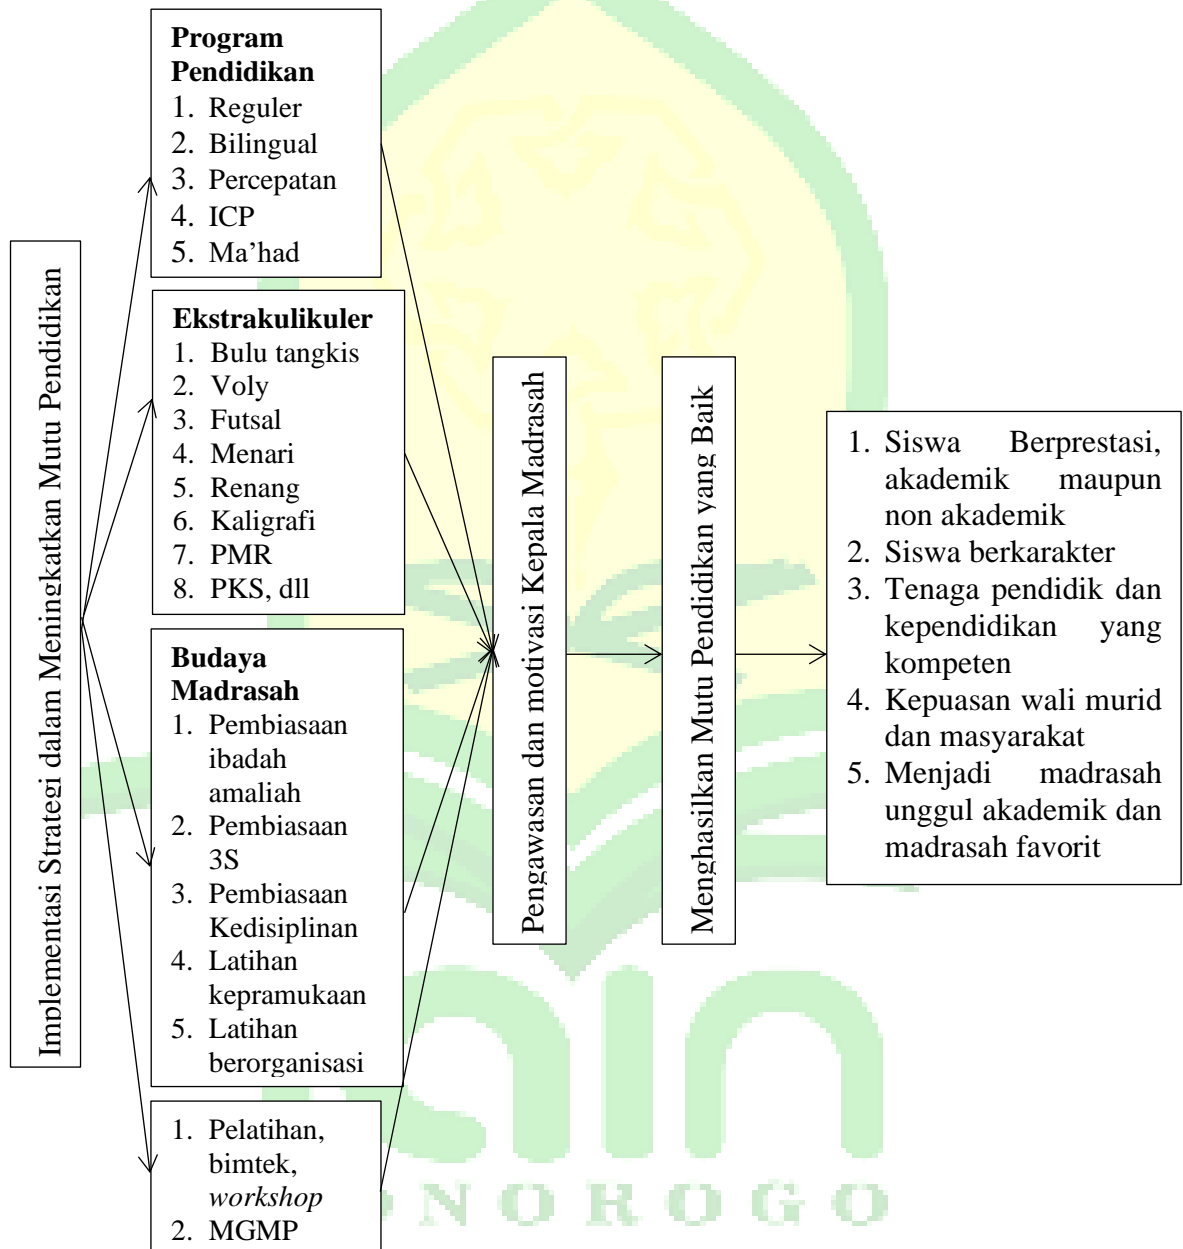 Implementasi Strategi dalam Meningkatkan Mutu Pendidikan
Program
Pendidikan
1. Reguler
2. Bilingual
3. Percepatan
4. ICP
5. Ma’had
Ekstrakulikuler
1. Bulu tangkis
2. Voly
3. Futsal
4. Menari
5. Renang
6. Kaligrafi
7. PMR
8. PKS, dll
Budaya
Madrasah
1. Pembiasaan
ibadah
amaliah
2. Pembiasaan
3S
3. Pembiasaan
Kedisiplinan
4. Latihan
kepramukaan
5. Latihan
berorganisasi
1. Pelatihan,
bimtek,
workshop
2. MGMP
Pengawasan dan motivasi Kepala Madrasah
Menghasilkan Mutu Pendidikan yang Baik
1. Siswa Berprestasi,
akademik maupun
non akademik
2. Siswa berkarakter
3. Tenaga pendidik dan
kependidikan yang
kompeten
4. Kepuasan wali murid
dan masyarakat
5. Menjadi madrasah
unggul akademik dan
madrasah favorit